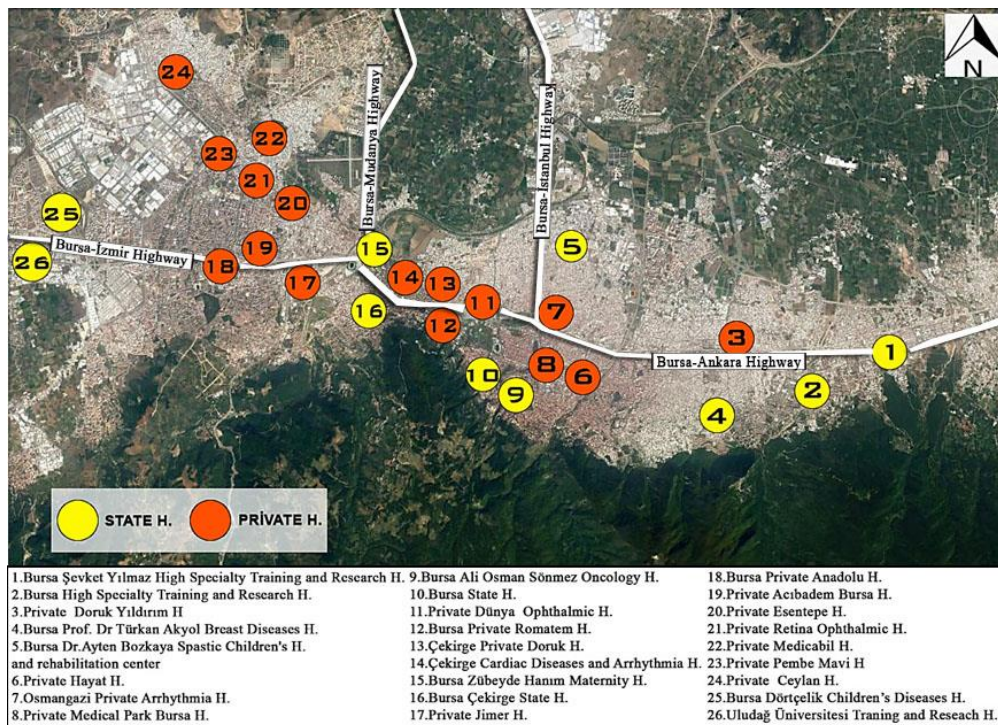 N
24
22
23
21
20
25
26
Bursa-İzmir Highway
19
18
17
Bursa-Mudanya Highway
Bursa-İstanbul Highway
15
5
14
13
16
11
12
7
3
Bursa-Ankara Highway
1
8
6
10
9
2
4
STATE H.
PRİVATE H.
1.Bursa Şevket Yılmaz High Specialty Training and Research H.
2.Bursa High Specialty Training and Research H.
3.Private Doruk Yıldırım H
4.Bursa Prof. Dr Türkan Akyol Breast Diseases H.
5.Bursa Dr.Ayten Bozkaya Spastic Children's H.
and rehabilitation center
6.Private Hayat H.
7.Osmangazi Private Arrhythmia H.
8.Private Medical Park Bursa H.
9.Bursa Ali Osman Sönmez Oncology H.
10.Bursa State H.
11.Private Dünya Ophthalmic H.
12.Bursa Private Romatem H.
13.Çekirge Private Doruk H.
14.Çekirge Cardiac Diseases and Arrhythmia H.
15.Bursa Zübeyde Hanım Maternity H.
16.Bursa Çekirge State H.
17.Private Jimer H.
18.Bursa Private Anadolu H.
19.Private Acıbadem Bursa H.
20.Private Esentepe H.
21.Private Retina Ophthalmic H.
22.Private Medicabil H.
23.Private Pembe Mavi H
24.Private Ceylan H.
25.Bursa Dörtçelik Children's Diseases H.
26.Uludağ Üniversitesi Traning and Reseach H.